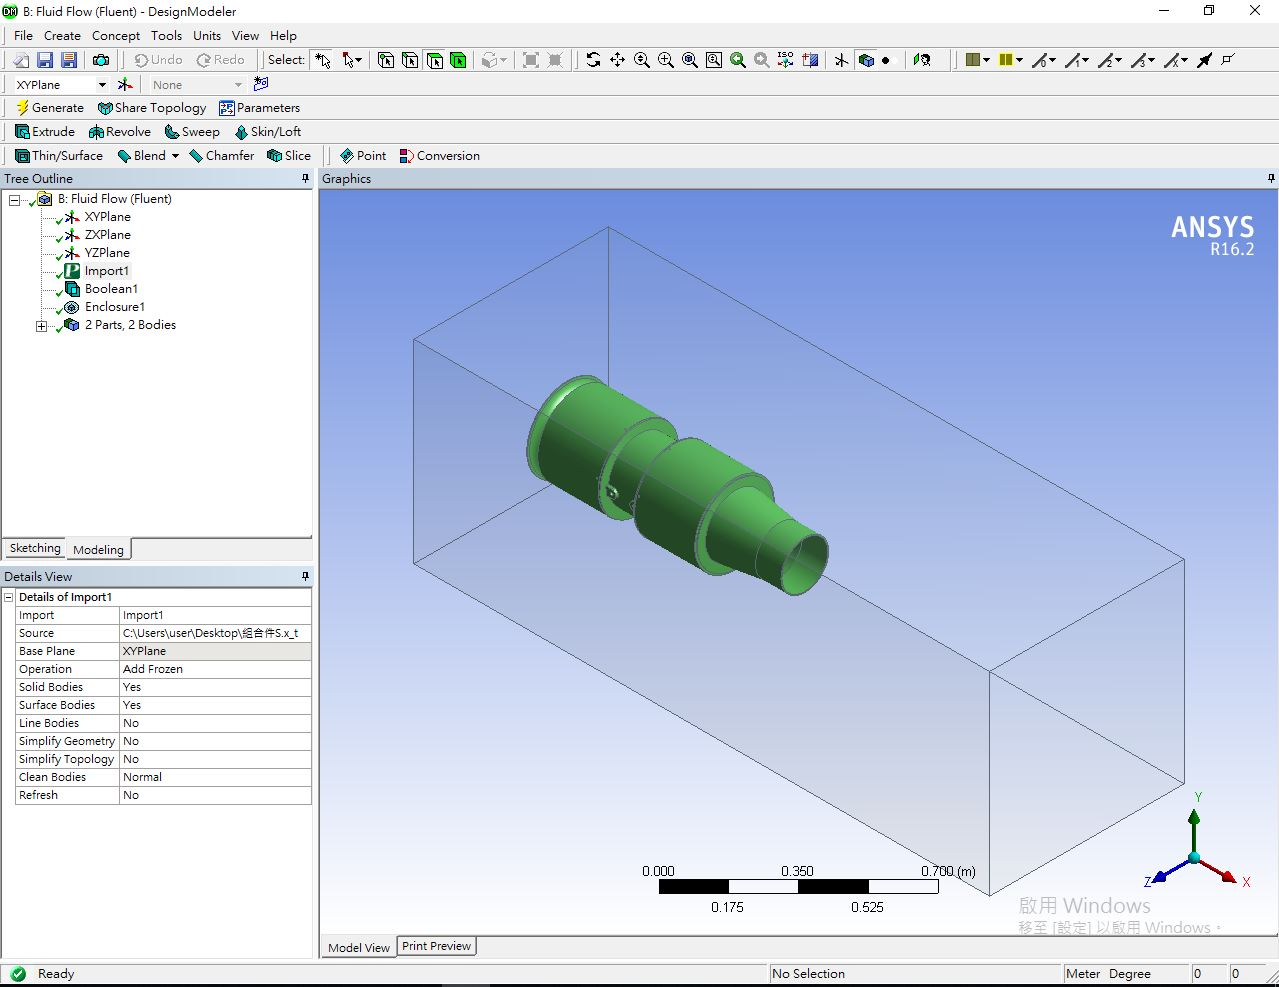 B: Fluid Flow (Fluent) - DesignModeler
File Create Concept Tools Units View Help
Undo Redo Select: ISO
XYPlane None
Generate Share Topology Parameters
Extrude Revolve Sweep Skin/Loft
Thin/Surface Blend Chamfer Slice Point Conversion
Tree Outline
B: Fluid Flow (Fluent)
XYPlane
ZXPlane
YZPlane
Import1
Boolean1
Enclosure1
2 Parts, 2 Bodies
Sketching Modeling
Details View
Details of Import1
Import Import1
Source C:\Users\user\Desktop\組合件S.x_t
Base Plane XYPlane
Operation Add Frozen
Solid Bodies Yes
Surface Bodies Yes
Line Bodies No
Simplify Geometry No
Simplify Topology No
Clean Bodies Normal
Refresh No
Graphics
ANSYS
R16.2
0.000 0.350 0.700 (m)
0.175 0.525
Y
Z X
啟用 Windows
移至 [設定] 以啟用 Windows。
Model View Print Preview
Ready No Selection Meter Degree 0 0